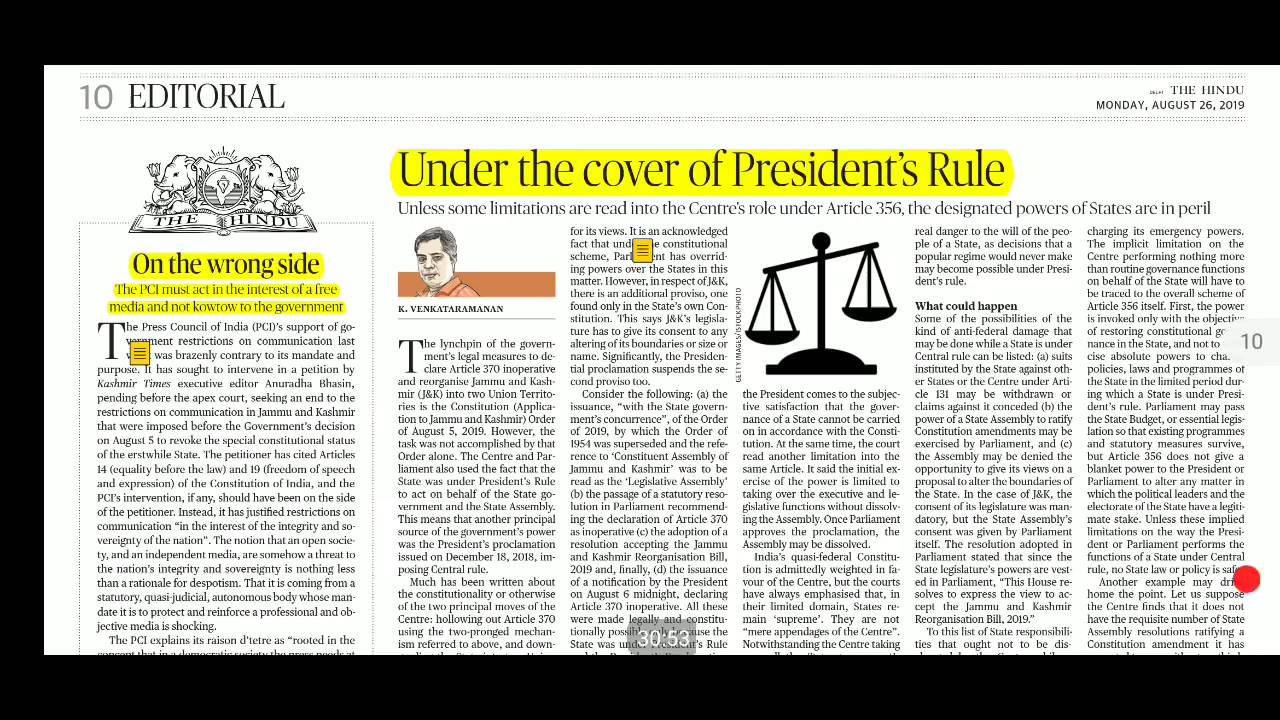 10 EDITORIAL
DELHI THE HINDU
MONDAY, AUGUST 26, 2019
THE HINDU
On the wrong side
The PCI must act in the interest of a free
media and not kowtow to the government
The Press Council of India (PCI)'s support of go-
vernment restrictions on communication last
was brazenly contrary to its mandate and
purpose. It has sought to intervene in a petition by
Kashmir Times executive editor Anuradha Bhasin,
pending before the apex court, seeking an end to the
restrictions on communication in Jammu and Kashmir
that were imposed before the Government's decision
on August 5 to revoke the special constitutional status
of the erstwhile State. The petitioner has cited Articles
14 (equality before the law) and 19 (freedom of speech
and expression) of the Constitution of India, and the
PCI's intervention, if any, should have been on the side
of the petitioner. Instead, it has justified restrictions on
communication "in the interest of the integrity and so-
vereignty of the nation". The notion that an open socie-
ty, and an independent media, are somehow a threat to
the nation's integrity and sovereignty is nothing less
than a rationale for despotism. That it is coming from a
statutory, quasi-judicial, autonomous body whose man-
date it is to protect and reinforce a professional and ob-
jective media is shocking.
The PCI explains its raison d'etre as "rooted in the
concept that in a democratic society the press needs at
Under the cover of President's Rule
Unless some limitations are read into the Centre's role under Article 356, the designated powers of States are in peril
K. VENKATARAMANAN
The lynchpin of the govern-
ment's legal measures to de-
clare Article 370 inoperative
and reorganise Jammu and Kash-
mir (J&K) into two Union Territo-
ries is the Constitution (Applica-
tion to Jammu and Kashmir) Order
of August 5, 2019. However, the
task was not accomplished by that
Order alone. The Centre and Par-
liament also used the fact that the
State was under President's Rule
to act on behalf of the State go-
vernment and the State Assembly.
This means that another principal
source of the government's power
was the President's proclamation
issued on December 18, 2018, im-
posing Central rule.
Much has been written about
the constitutionality or otherwise
of the two principal moves of the
Centre: hollowing out Article 370
using the two-pronged mechan-
ism referred to above, and down-
for its views. It is an acknowledged
fact that under the constitutional
scheme, Parliament has overrid-
ing powers over the States in this
matter. However, in respect of J&K,
there is an additional proviso, one
found only in the State's own Con-
stitution. This says J&K's legisla-
ture has to give its consent to any
altering of its boundaries or size or
name. Significantly, the Presiden-
tial proclamation suspends the se-
cond proviso too.
Consider the following: (a) the
issuance, "with the State govern-
ment's concurrence", of the Order
of 2019, by which the Order of
1954 was superseded and the refe-
rence to 'Constituent Assembly of
Jammu and Kashmir' was to be
read as the 'Legislative Assembly'
(b) the passage of a statutory reso-
lution in Parliament recommend-
ing the declaration of Article 370
as inoperative (c) the adoption of a
resolution accepting the Jammu
and Kashmir Reorganisation Bill,
2019 and, finally, (d) the issuance
of a notification by the President
on August 6 midnight, declaring
Article 370 inoperative. All these
were made legally and constitu-
tionally possible because the
State was under President's Rule
GETTY IMAGES/ISTOCKPHOTO
the President comes to the subjec-
tive satisfaction that the gover-
nance of a State cannot be carried
on in accordance with the Consti-
tution. At the same time, the court
read another limitation into the
same Article. It said the initial ex-
ercise of the power is limited to
taking over the executive and le-
gislative functions without dissolv-
ing the Assembly. Once Parliament
approves the proclamation, the
Assembly may be dissolved.
India's quasi-federal Constitu-
tion is admittedly weighted in fa-
vour of the Centre, but the courts
have always emphasised that, in
their limited domain, States re-
main 'supreme'. They are not
"mere appendages of the Centre".
Notwithstanding the Centre taking
real danger to the will of the peo-
ple of a State, as decisions that a
popular regime would never make
may become possible under Presi-
dent's rule.
What could happen
Some of the possibilities of the
kind of anti-federal damage that
may be done while a State is under
Central rule can be listed: (a) suits
instituted by the State against oth-
er States or the Centre under Arti-
cle 131 may be withdrawn or
claims against it conceded (b) the
power of a State Assembly to ratify
Constitution amendments may be
exercised by Parliament, and (c)
the Assembly may be denied the
opportunity to give its views on a
proposal to alter the boundaries of
the State. In the case of J&K, the
consent of its legislature was man-
datory, but the State Assembly's
consent was given by Parliament
itself. The resolution adopted in
Parliament stated that since the
State legislature's powers are vest-
ed in Parliament, "This House re-
solves to express the view to ac-
cept the Jammu and Kashmir
Reorganisation Bill, 2019."
To this list of State responsibili-
ties that ought not to be dis-
charging its emergency powers.
The implicit limitation on the
Centre performing nothing more
than routine governance functions
on behalf of the State will have to
be traced to the overall scheme of
Article 356 itself. First, the power
is invoked only with the objective
of restoring constitutional
nance in the State, and not to
cise absolute powers to
policies, laws and programmes of
the State in the limited period dur-
ing which a State is under Presi-
dent's rule. Parliament may pass
the State Budget, or essential legis-
lation so that existing programmes
and statutory measures survive,
but Article 356 does not give a
blanket power to the President or
Parliament to alter any matter in
which the political leaders and the
electorate of the State have a legiti-
mate stake. Unless these implied
limitations on the way the Presi-
dent or Parliament performs the
functions of a State under Central
rule, no State law or policy is safe.
Another example may drive
home the point. Let us suppose
the Centre finds that it does not
have the requisite number of State
Assembly resolutions ratifying a
Constitution amendment it has
10
30:53